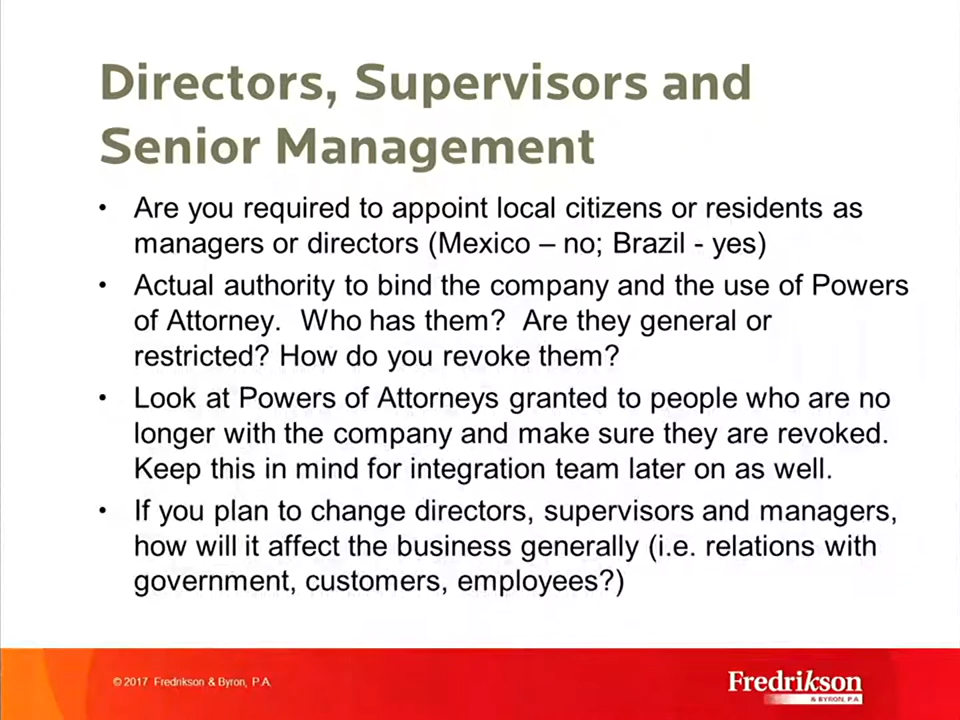 Directors, Supervisors and
Senior Management
• Are you required to appoint local citizens or residents as
managers or directors (Mexico – no; Brazil - yes)
• Actual authority to bind the company and the use of Powers
of Attorney.  Who has them?  Are they general or
restricted? How do you revoke them?
• Look at Powers of Attorneys granted to people who are no
longer with the company and make sure they are revoked.
Keep this in mind for integration team later on as well.
• If you plan to change directors, supervisors and managers,
how will it affect the business generally (i.e. relations with
government, customers, employees?)
© 2017 Fredrikson & Byron, P.A.
Fredrikson
& BYRON, P.A.